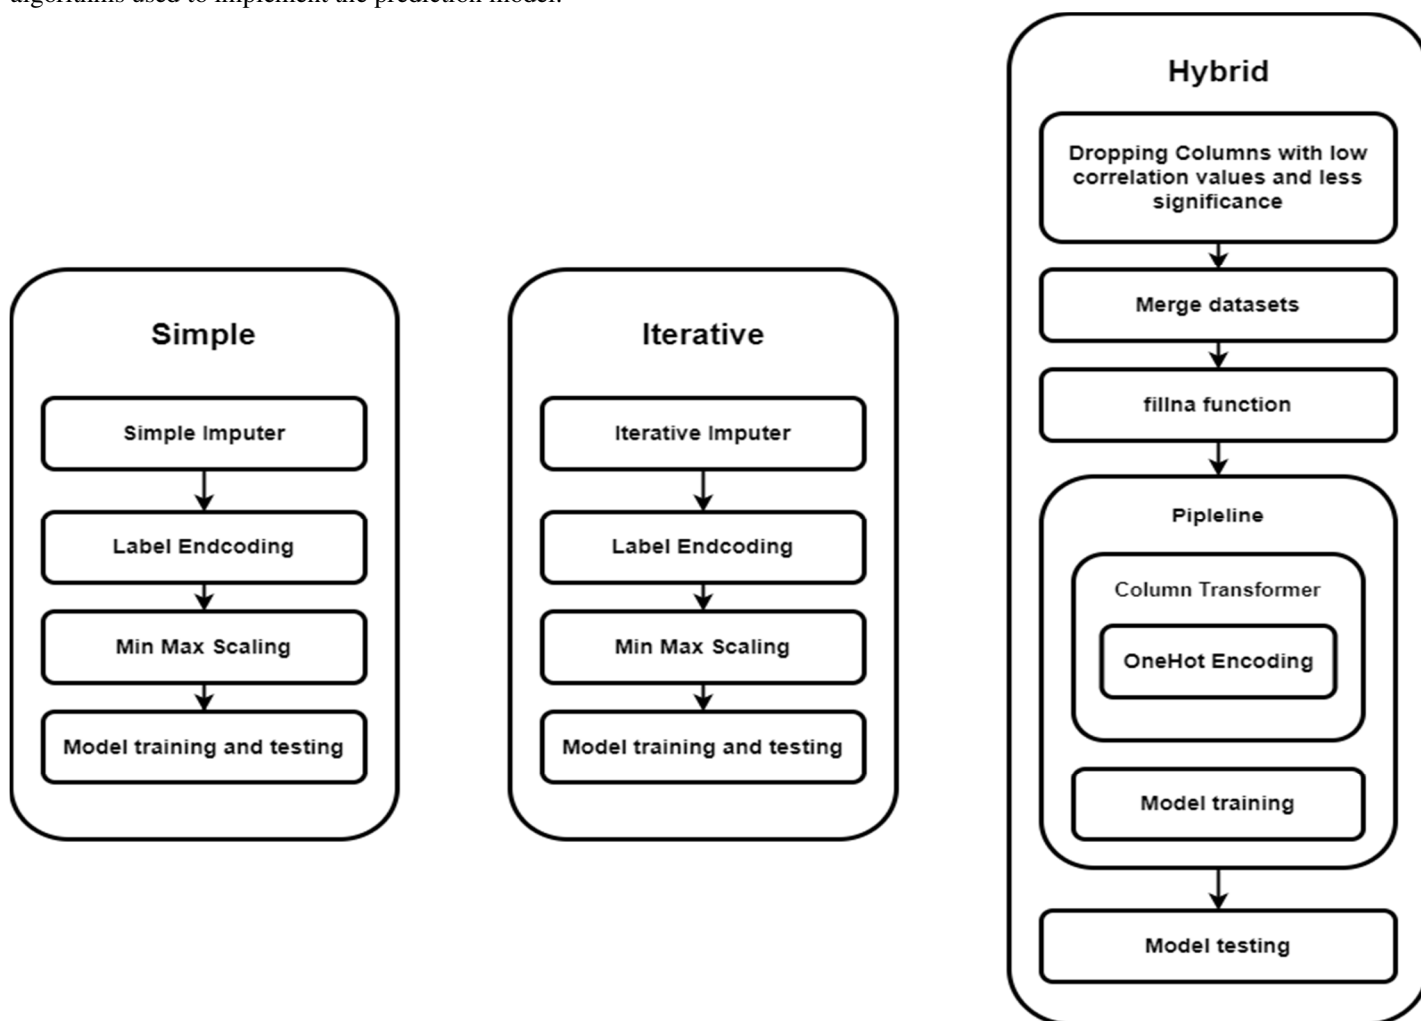 algorithms used to implement the prediction model.
Simple
Simple Imputer
Label Endcoding
Min Max Scaling
Model training and testing
Iterative
Iterative Imputer
Label Endcoding
Min Max Scaling
Model training and testing
Hybrid
Dropping Columns with low
correlation values and less
significance
Merge datasets
fillna function
Pipleline
Column Transformer
OneHot Encoding
Model training
Model testing